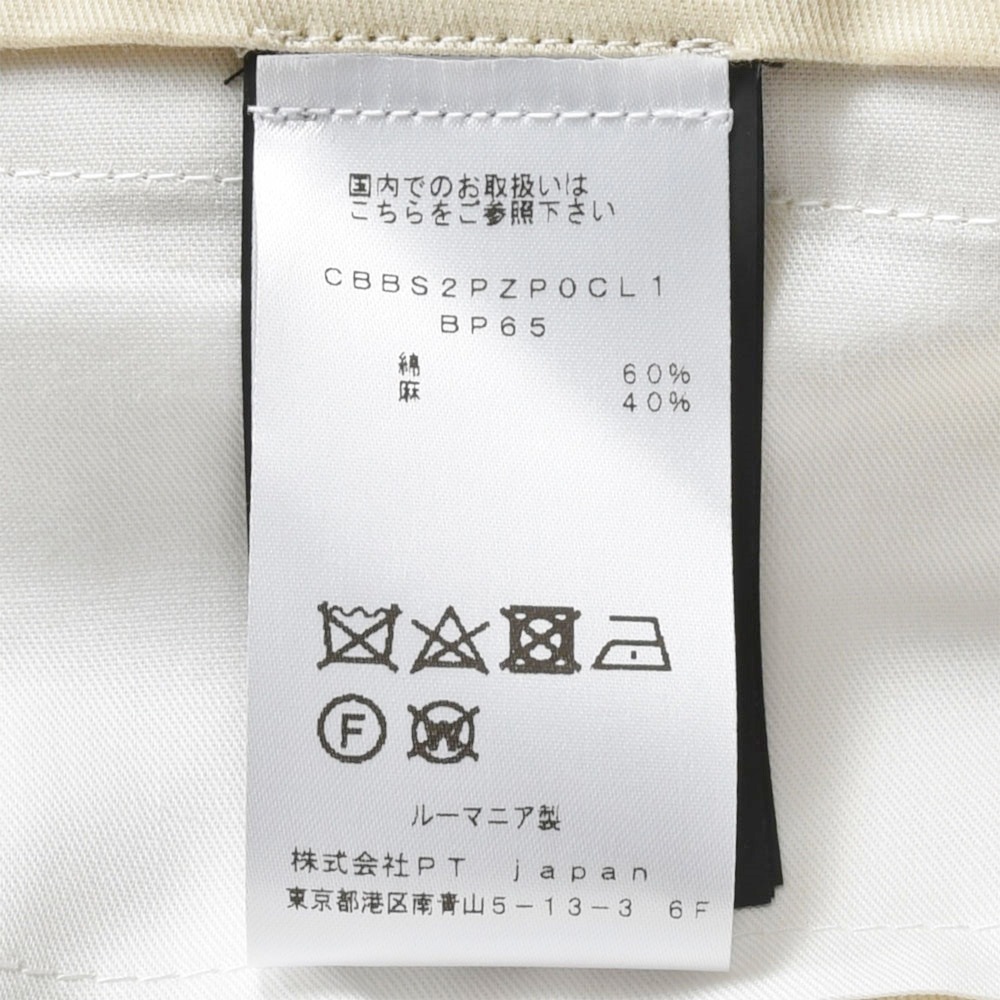 国内でのお取扱いは
こちらをご参照下さい
CBBS2PZP0CL1
BP65
綿 60%
麻 40%
F W
ルーマニア製
株式会社PT japan
東京都港区南青山5-13-3 6F